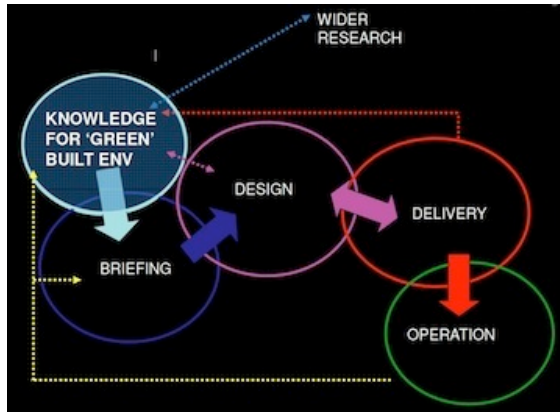 WIDER
RESEARCH
KNOWLEDGE
FOR ‘GREEN’
BUILT ENV
DESIGN
DELIVERY
BRIEFING
OPERATION